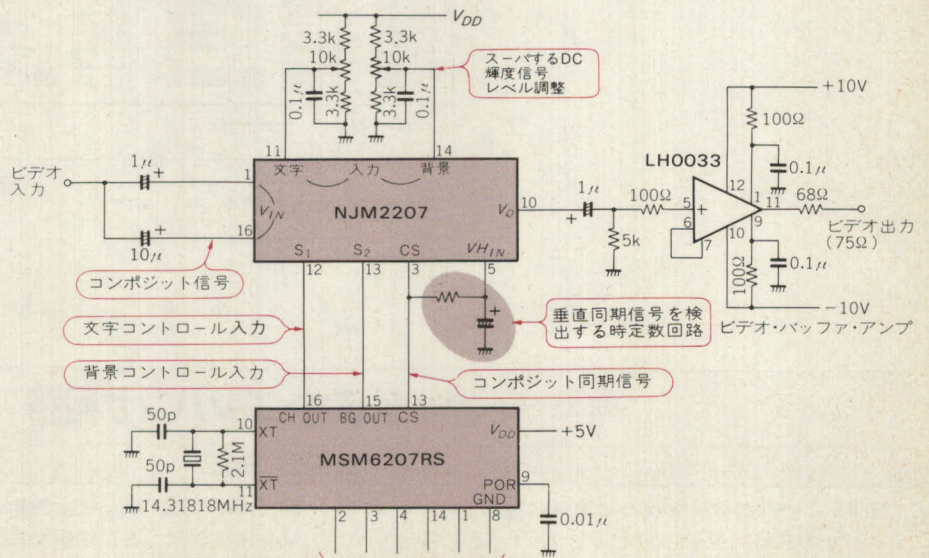 V_DD
3.3k
3.3k
10k
10k
0.1μ
3.3k
3.3k
0.1μ
スーパするDC
輝度信号
レベル調整
+10V
100Ω
0.1μ
LH0033
12
1
11
68Ω
5
+
6
7
10
9
ビデオ出力
(75Ω)
100Ω
0.1μ
-10V
ビデオ・バッファ・アンプ
11
14
文字 入力 背景
ビデオ
入力
1μ
+
1
V_IN
NJM2207
V_O
10
1μ
+
100Ω
5k
16
+
10μ
S₁
S₂
CS
VH_IN
12
13
3
5
コンポジット信号
+
垂直同期信号を検
出する時定数回路
文字コントロール入力
背景コントロール入力
コンポジット同期信号
16
15
13
CH OUT
BG OUT
CS
50p
10
XT
V_DD
+5V
2.1M
MSM6207RS
50p
11
X̅T̅
14.31818MHz
POR
9
GND
0.01μ
2
3
4
14
1
8